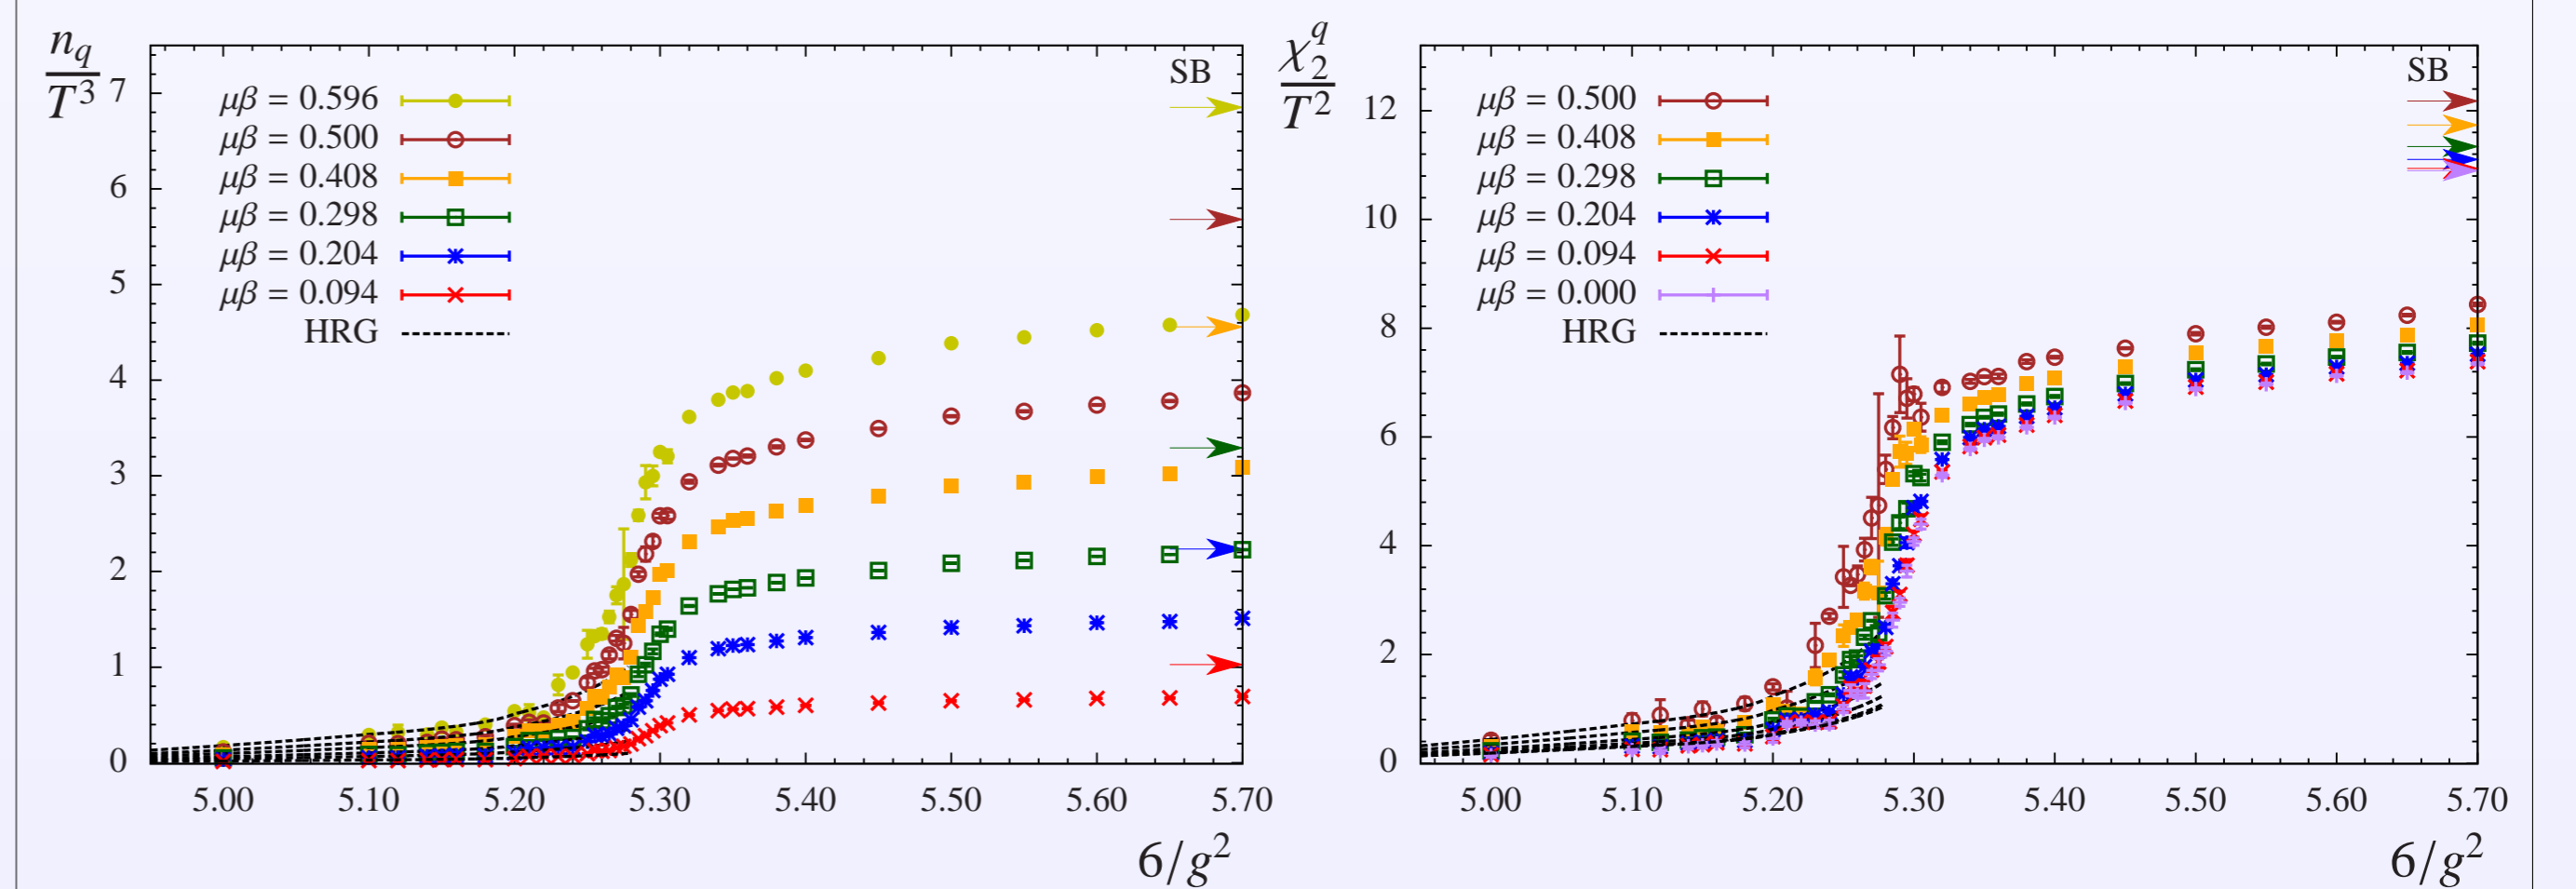 n_q/T^3
7
6
5
4
3
2
1
0
SB
μβ = 0.596
μβ = 0.500
μβ = 0.408
μβ = 0.298
μβ = 0.204
μβ = 0.094
HRG
5.00 5.10 5.20 5.30 5.40 5.50 5.60 5.70
6/g^2
χ_2^q/T^2
12
10
8
6
4
2
0
SB
μβ = 0.500
μβ = 0.408
μβ = 0.298
μβ = 0.204
μβ = 0.094
μβ = 0.000
HRG
5.00 5.10 5.20 5.30 5.40 5.50 5.60 5.70
6/g^2